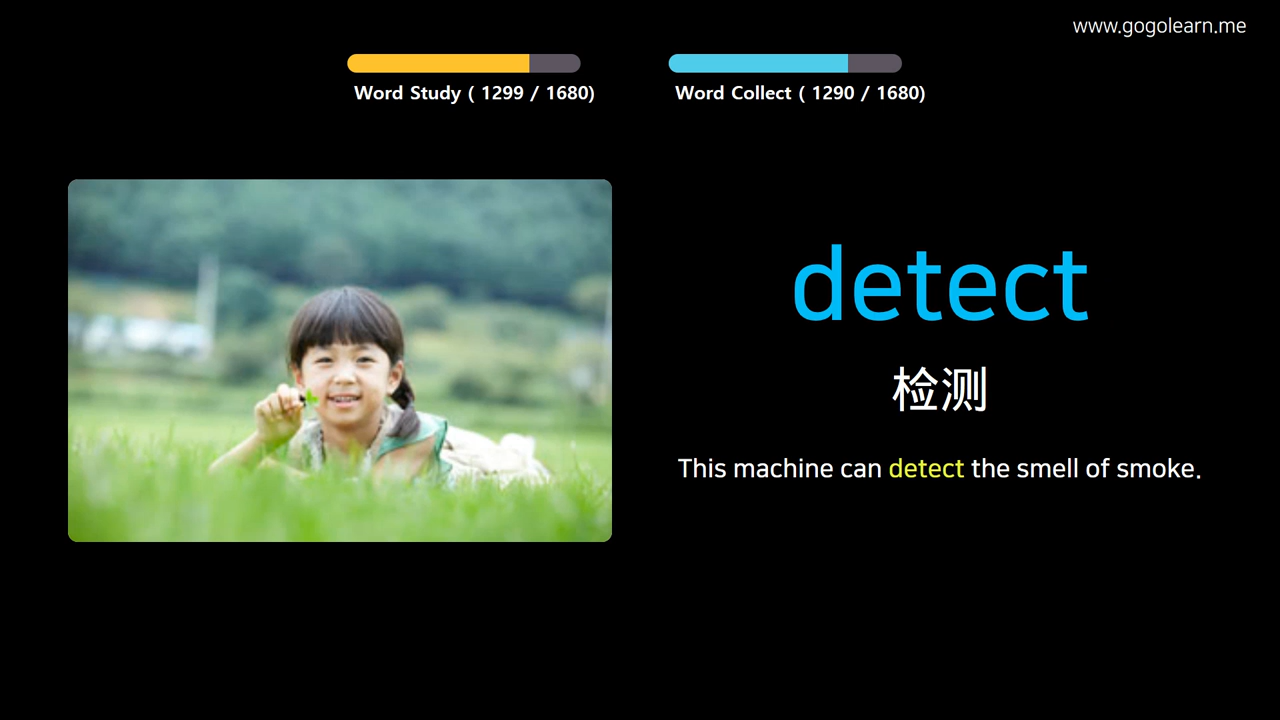 www.gogolearn.me
Word Study ( 1299 / 1680)
Word Collect ( 1290 / 1680)
detect
检测
This machine can detect the smell of smoke.